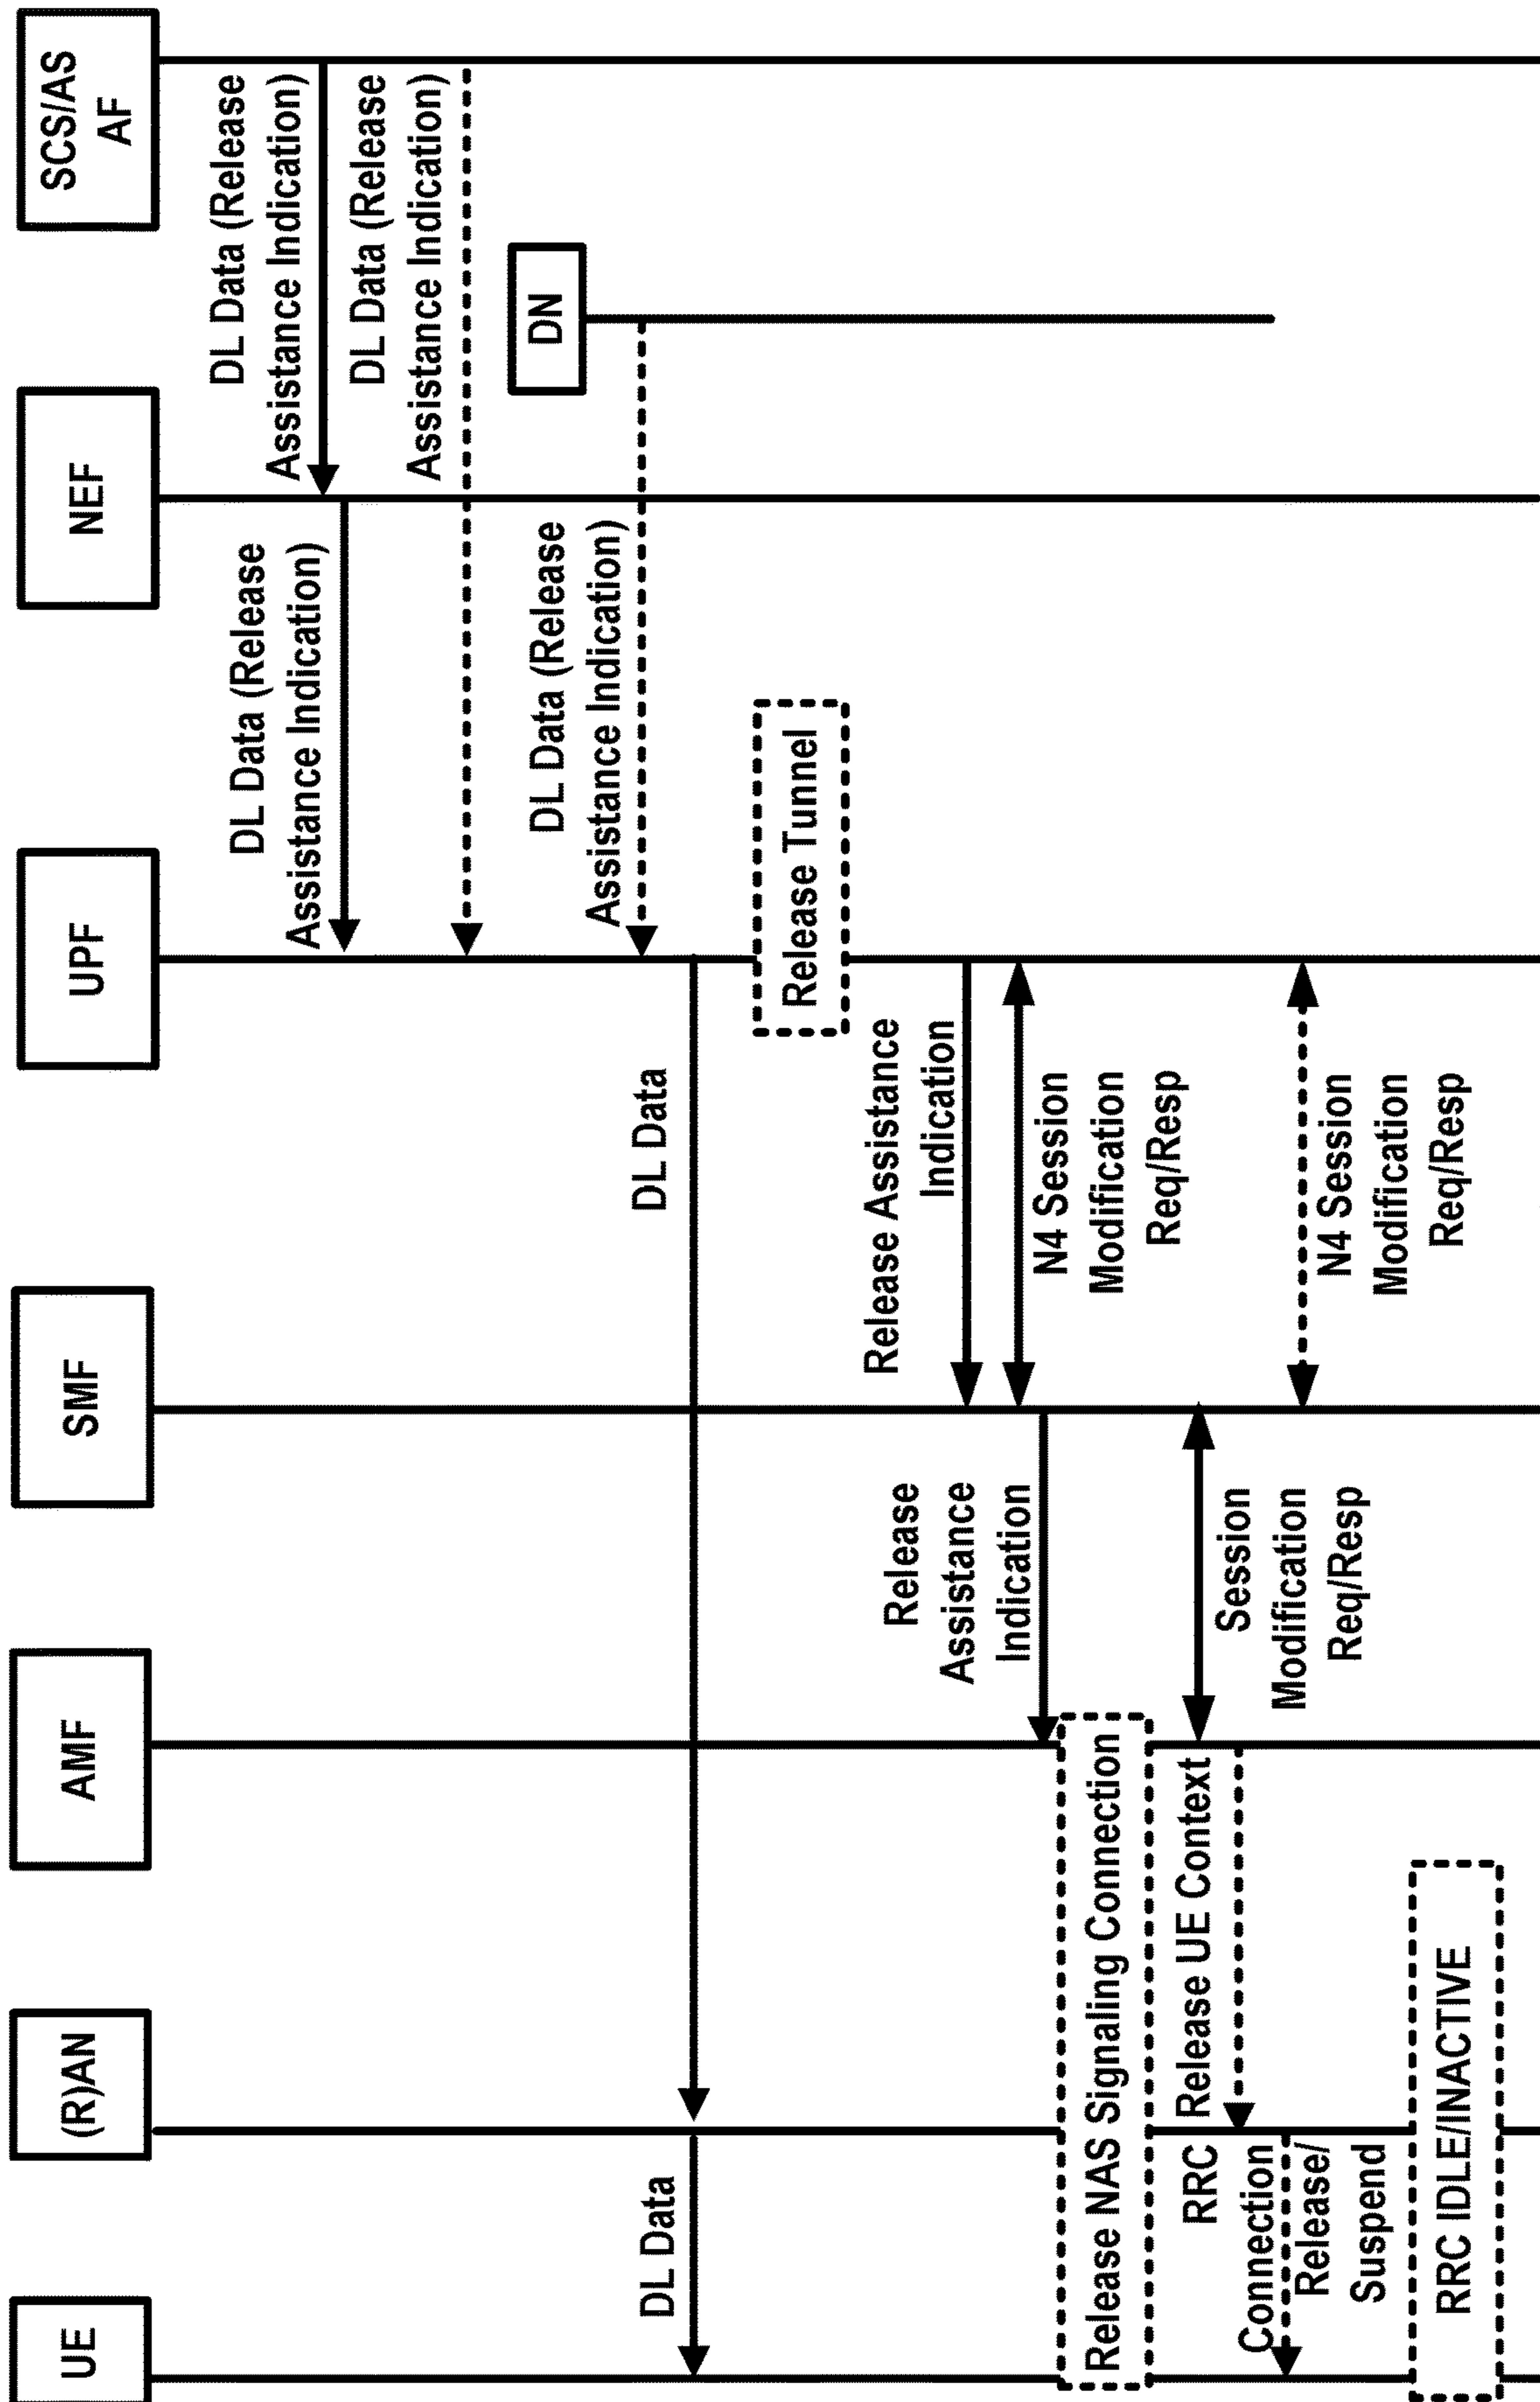 UE
(R)AN
AMF
SMF
UPF
NEF
SCS/AS
AF
DL Data (Release
Assistance Indication)
DL Data (Release
Assistance Indication)
DL Data (Release
Assistance Indication)
DN
DL Data (Release
Assistance Indication)
DL Data
DL Data
Release Tunnel
Release Assistance
Indication
N4 Session
Modification
Req/Resp
Release
Assistance
Indication
Release NAS Signaling Connection
Session
Modification
Req/Resp
Release UE Context
RRC
Connection
Release/
Suspend
N4 Session
Modification
Req/Resp
RRC IDLE/INACTIVE